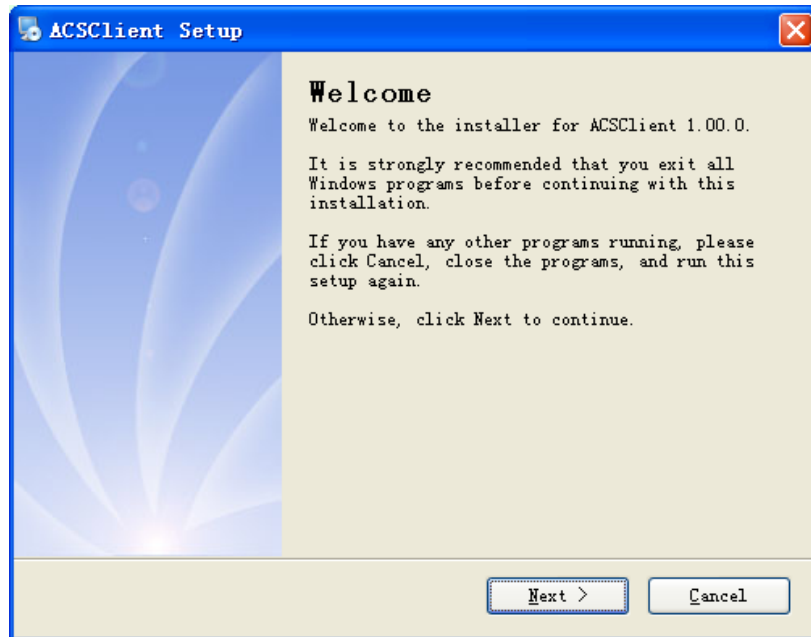 ACSClient Setup
Welcome
Welcome to the installer for ACSClient 1.00.0.
It is strongly recommended that you exit all
Windows programs before continuing with this
installation.
If you have any other programs running, please
click Cancel, close the programs, and run this
setup again.
Otherwise, click Next to continue.
Next >
Cancel